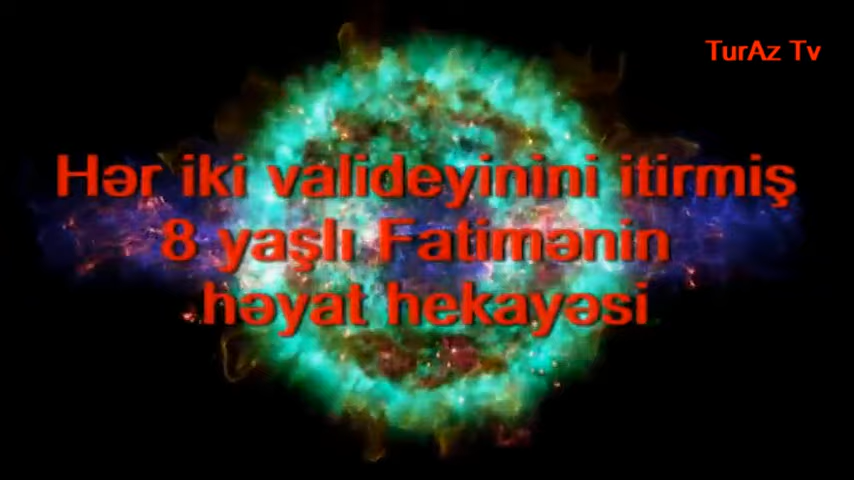 TurAz Tv
Hər iki valideyinini itirmiş
8 yaşlı Fatimənin
həyat hekayəsi